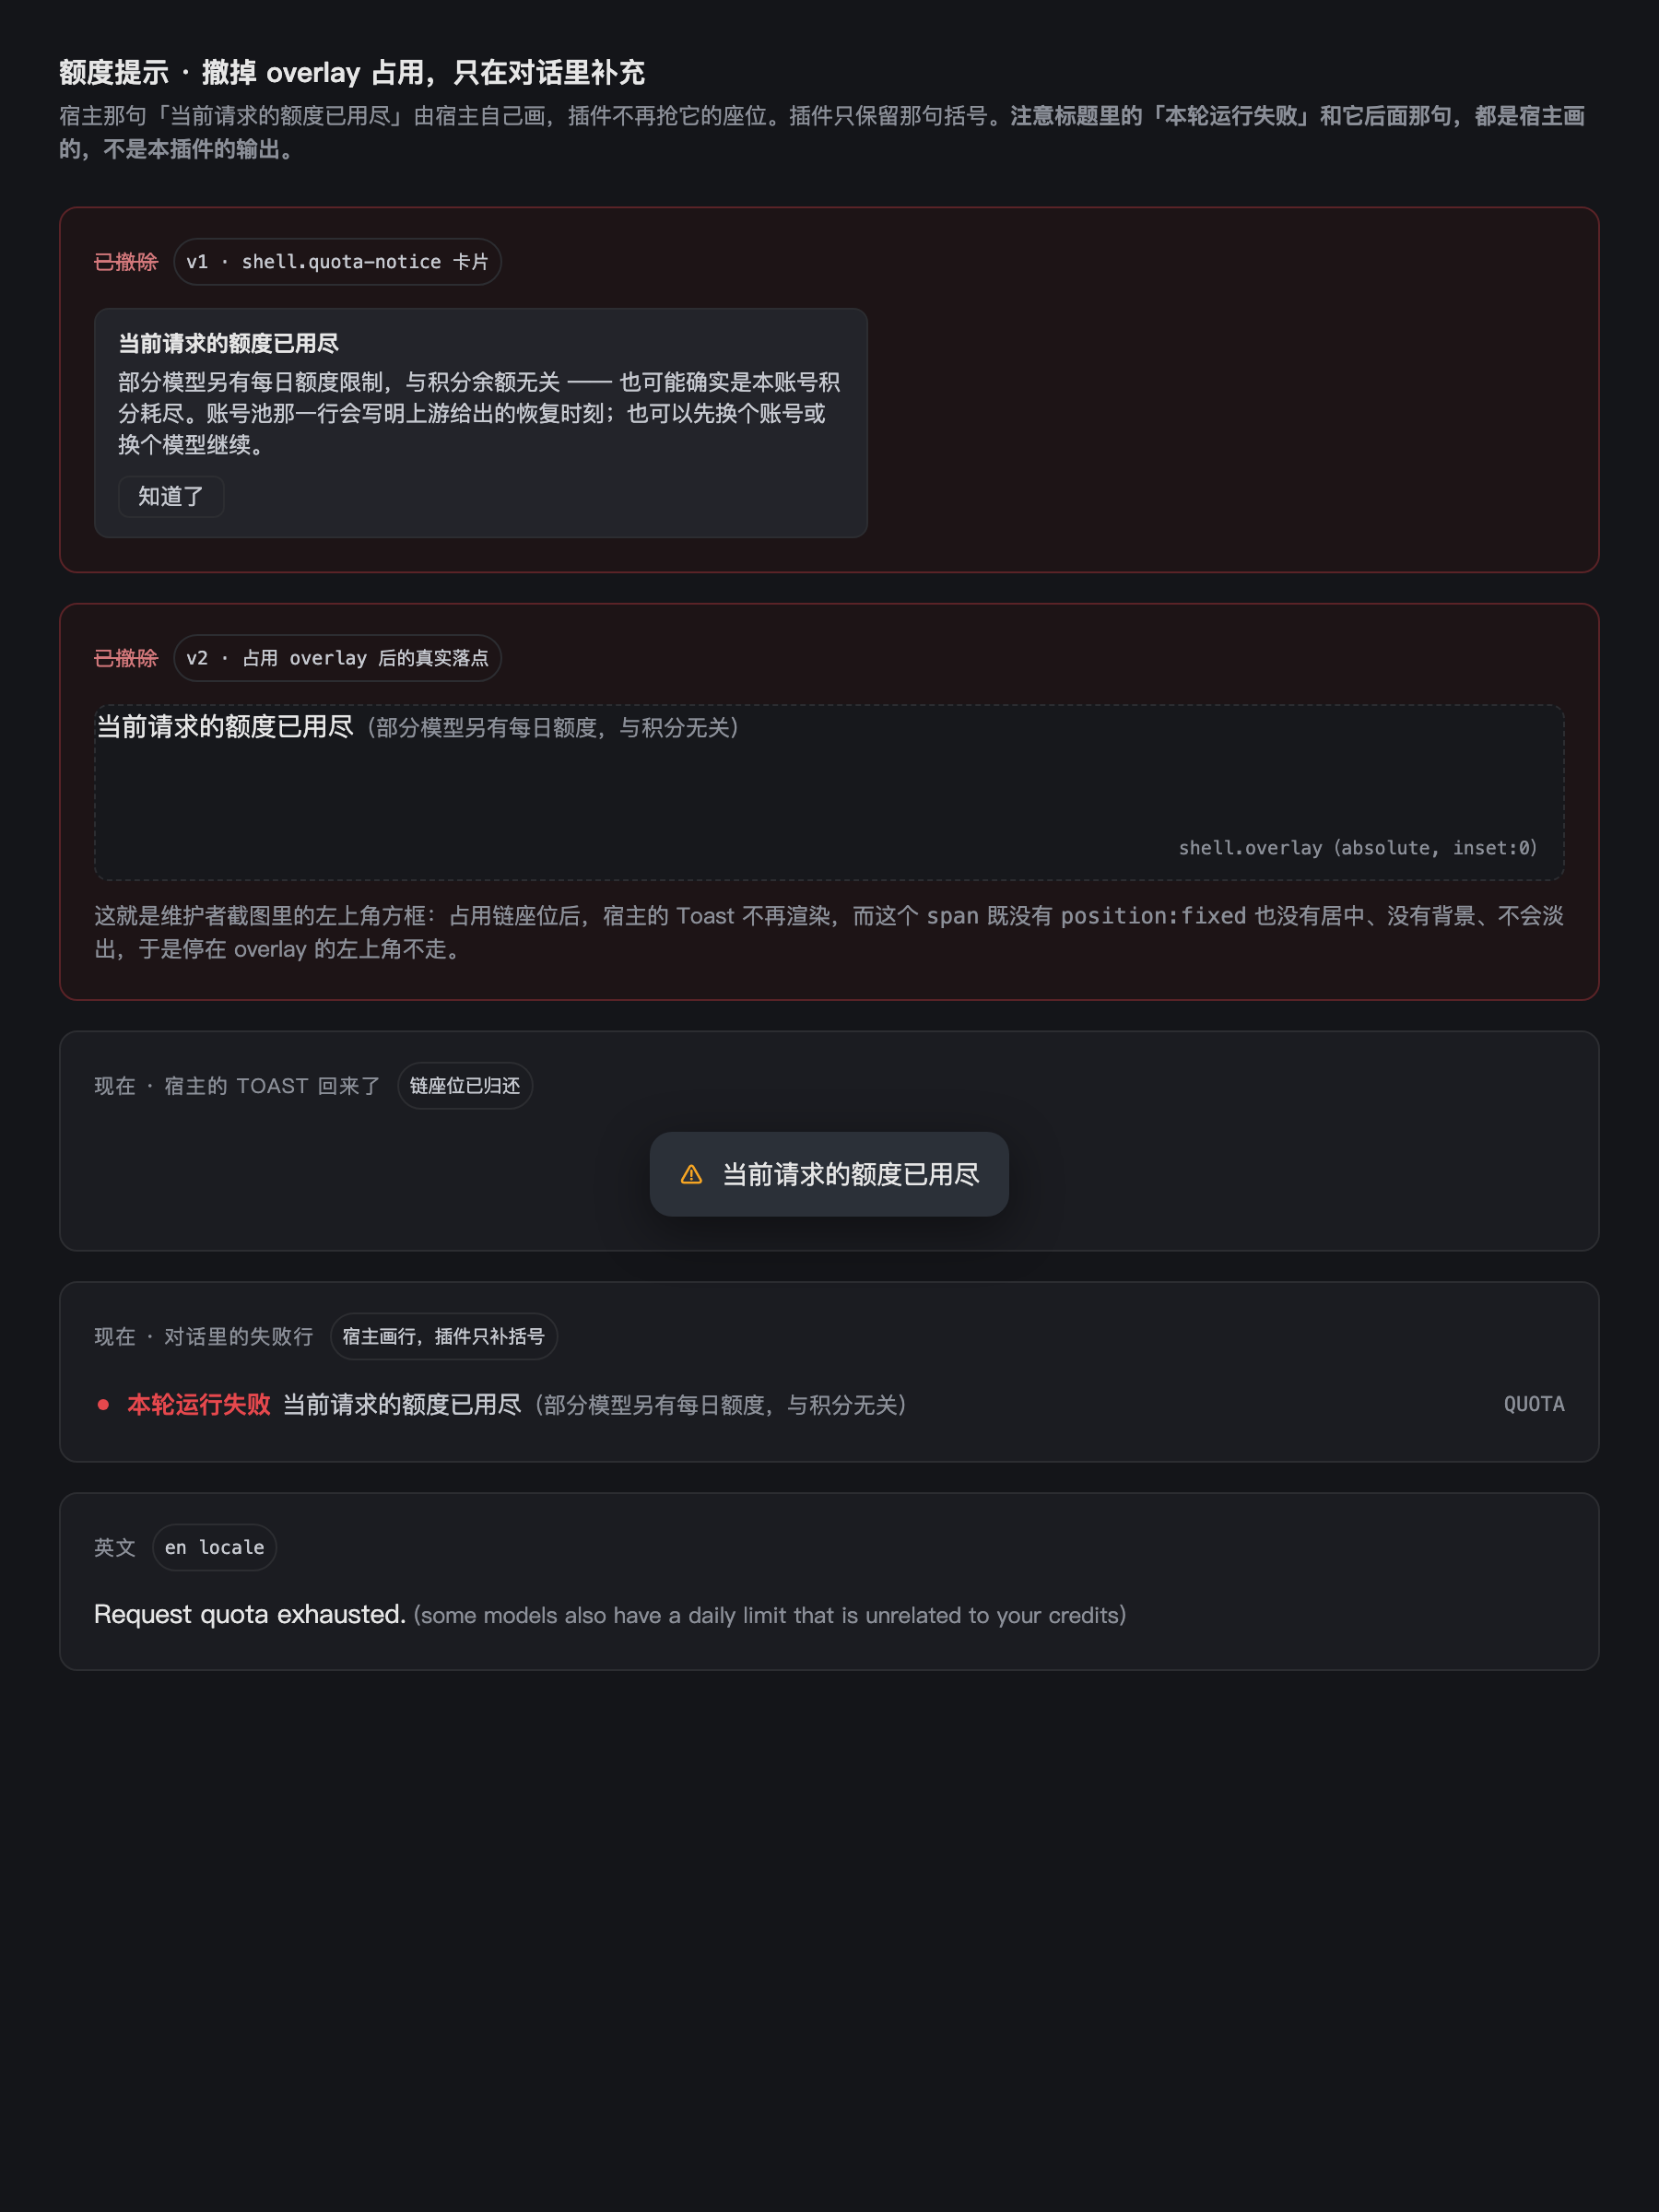 额度提示 · 撤掉 overlay 占用，只在对话里补充
宿主那句「当前请求的额度已用尽」由宿主自己画，插件不再抢它的座位。插件只保留那句括号。注意标题里的「本轮运行失败」和它后面那句，都是宿主画
的，不是本插件的输出。
已撤除 v1 · shell.quota-notice 卡片
当前请求的额度已用尽
部分模型另有每日额度限制，与积分余额无关 —— 也可能确实是本账号积
分耗尽。账号池那一行会写明上游给出的恢复时刻；也可以先换个账号或
换个模型继续。
知道了
已撤除 v2 · 占用 overlay 后的真实落点
当前请求的额度已用尽（部分模型另有每日额度，与积分无关）
shell.overlay (absolute, inset:0)
这就是维护者截图里的左上角方框：占用链座位后，宿主的 Toast 不再渲染，而这个 span 既没有 position:fixed 也没有居中、没有背景、不会淡
出，于是停在 overlay 的左上角不走。
现在 · 宿主的 TOAST 回来了 链座位已归还
当前请求的额度已用尽
现在 · 对话里的失败行 宿主画行，插件只补括号
本轮运行失败 当前请求的额度已用尽（部分模型另有每日额度，与积分无关） QUOTA
英文 en locale
Request quota exhausted. (some models also have a daily limit that is unrelated to your credits)